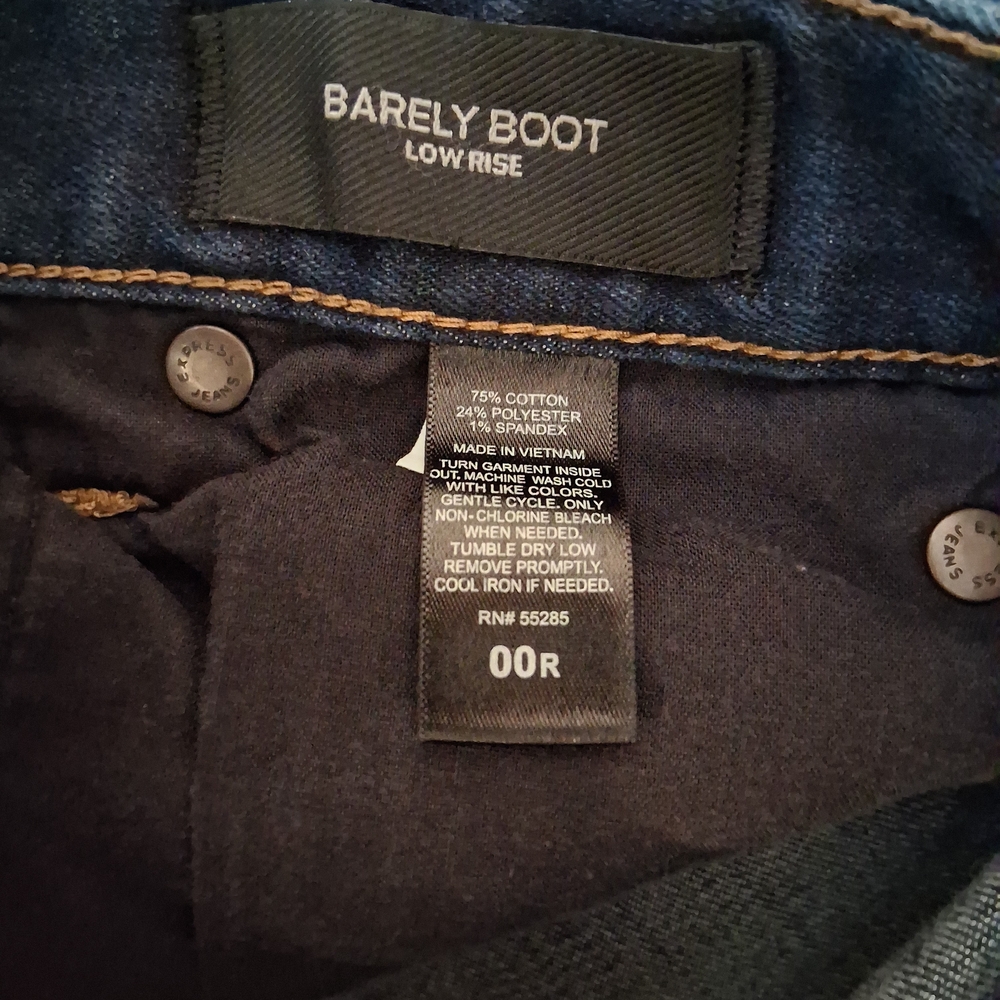 BARELY BOOT
LOW RISE
EXPRESS
JEANS
75% COTTON
24% POLYESTER
1% SPANDEX
MADE IN VIETNAM
TURN GARMENT INSIDE
OUT. MACHINE WASH COLD
WITH LIKE COLORS.
GENTLE CYCLE. ONLY
NON-CHLORINE BLEACH
WHEN NEEDED.
TUMBLE DRY LOW
REMOVE PROMPTLY.
COOL IRON IF NEEDED.
RN# 55285
00R
EXPRESS
JEANS